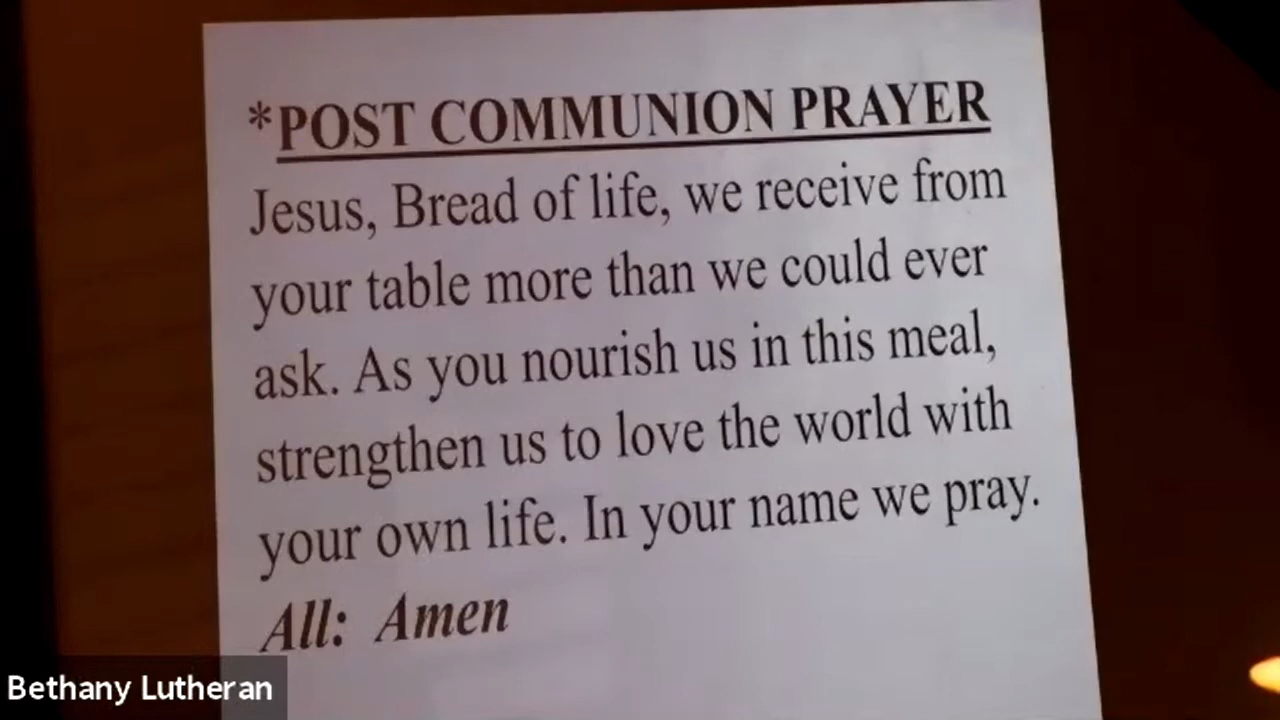 *POST COMMUNION PRAYER
Jesus, Bread of life, we receive from
your table more than we could ever
ask. As you nourish us in this meal,
strengthen us to love the world with
your own life. In your name we pray.
All: Amen
Bethany Lutheran